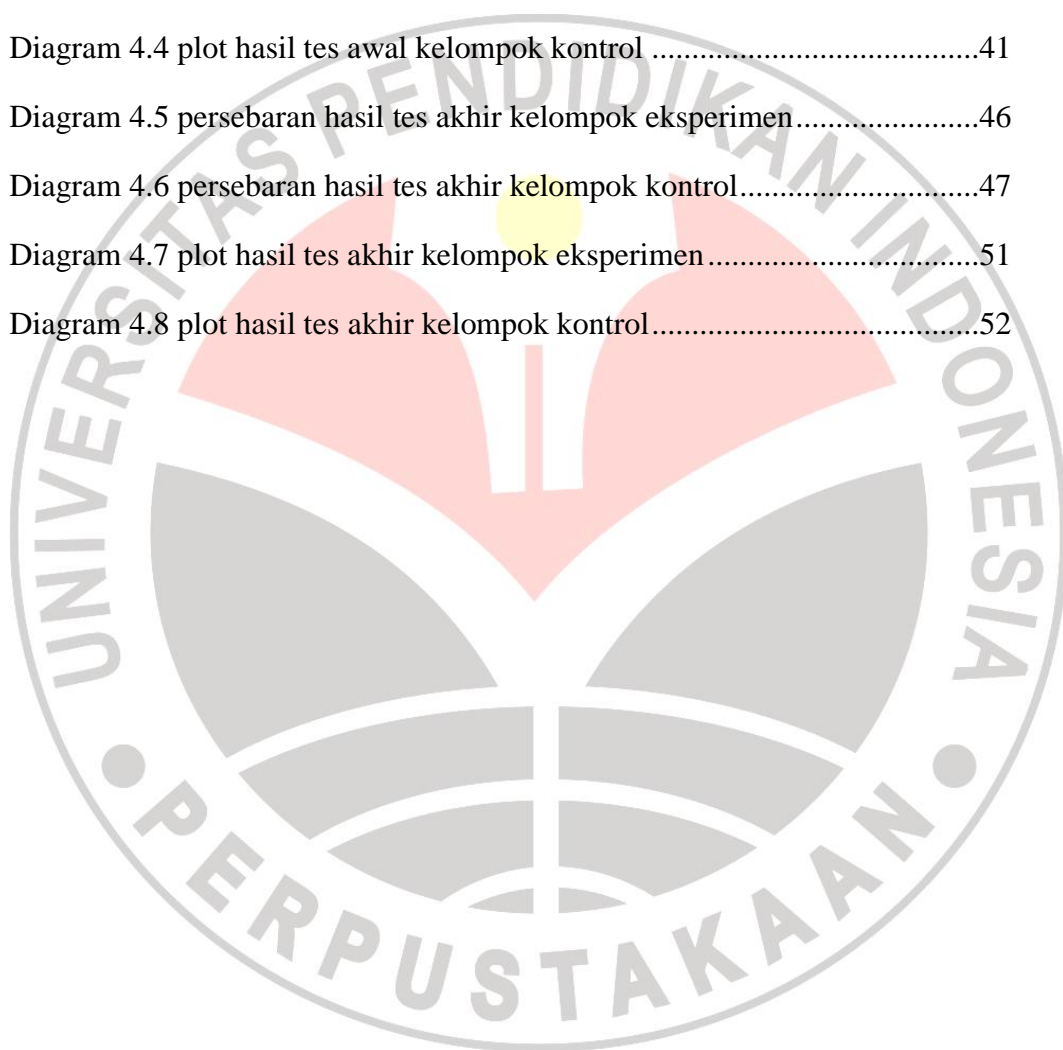 Diagram 4.4 plot hasil tes awal kelompok kontrol .........................................41
Diagram 4.5 persebaran hasil tes akhir kelompok eksperimen.......................46
Diagram 4.6 persebaran hasil tes akhir kelompok kontrol..............................47
Diagram 4.7 plot hasil tes akhir kelompok eksperimen..................................51
Diagram 4.8 plot hasil tes akhir kelompok kontrol.........................................52
UNIVERSITAS PENDIDIKAN INDONESIA
PERPUSTAKAAN